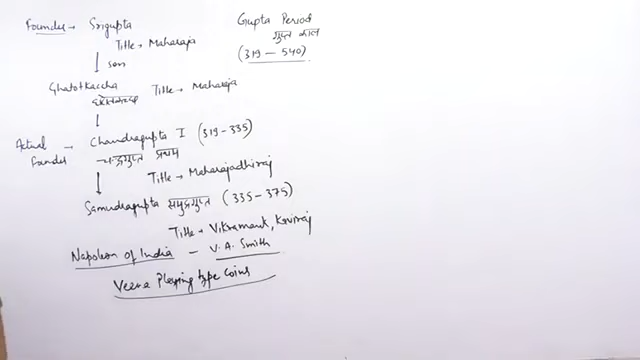 Founder → Srigupta
Title → Maharaja
Gupta Period
गुप्त काल
(319 – 540)
son
Ghatotkaccha
घटोत्कच्छ
Title → Maharaja
Actual Founder → Chandragupta I (319-335)
चन्द्रगुप्त प्रथम
Title → Maharajadhiraj
Samudragupta समुद्रगुप्त (335-375)
Title → Vikramank, Kaviraj
Napoleon of India – V.A. Smith
Veena Playing type coins